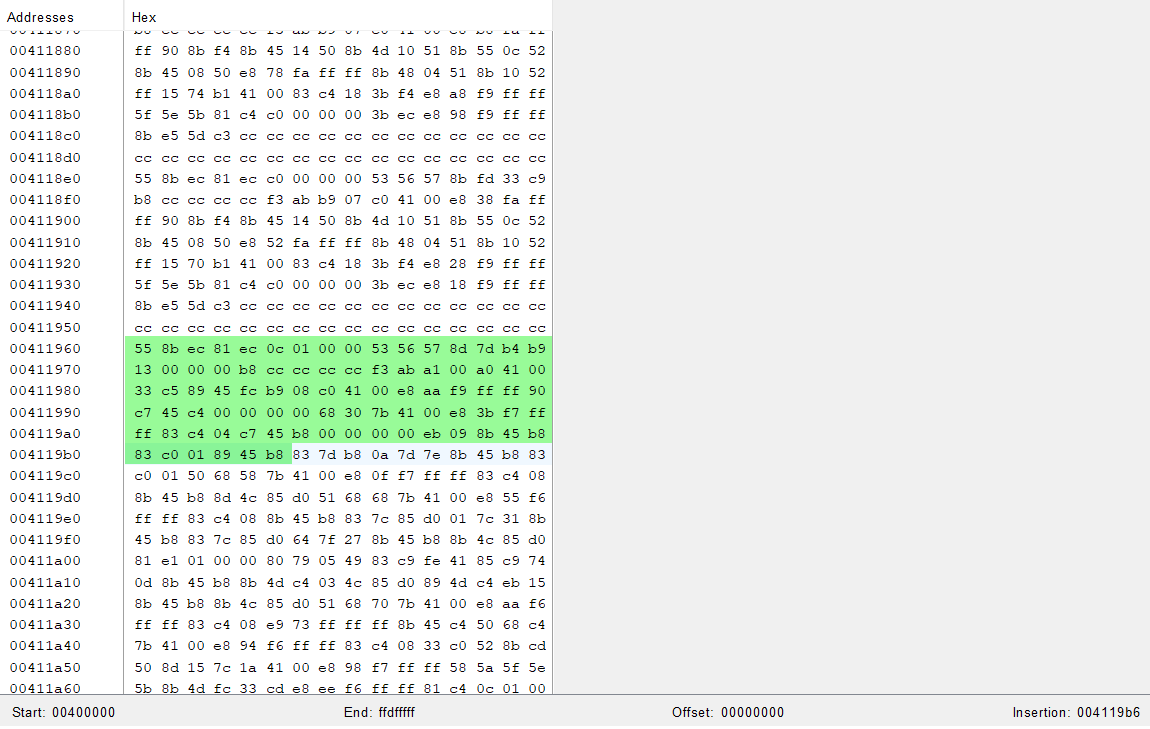 Addresses Hex
00411880 ff 90 8b f4 8b 45 14 50 8b 4d 10 51 8b 55 0c 52
00411890 8b 45 08 50 e8 78 fa ff ff 8b 48 04 51 8b 10 52
004118a0 ff 15 74 b1 41 00 83 c4 18 3b f4 e8 a8 f9 ff ff
004118b0 5f 5e 5b 81 c4 c0 00 00 00 3b ec e8 98 f9 ff ff
004118c0 8b e5 5d c3 cc cc cc cc cc cc cc cc cc cc cc cc
004118d0 cc cc cc cc cc cc cc cc cc cc cc cc cc cc cc cc
004118e0 55 8b ec 81 ec c0 00 00 00 53 56 57 8b fd 33 c9
004118f0 b8 cc cc cc cc f3 ab b9 07 c0 41 00 e8 38 fa ff
00411900 ff 90 8b f4 8b 45 14 50 8b 4d 10 51 8b 55 0c 52
00411910 8b 45 08 50 e8 52 fa ff ff 8b 48 04 51 8b 10 52
00411920 ff 15 70 b1 41 00 83 c4 18 3b f4 e8 28 f9 ff ff
00411930 5f 5e 5b 81 c4 c0 00 00 00 3b ec e8 18 f9 ff ff
00411940 8b e5 5d c3 cc cc cc cc cc cc cc cc cc cc cc cc
00411950 cc cc cc cc cc cc cc cc cc cc cc cc cc cc cc cc
00411960 55 8b ec 81 ec 0c 01 00 00 53 56 57 8d 7d b4 b9
00411970 13 00 00 00 b8 cc cc cc cc f3 ab a1 00 a0 41 00
00411980 33 c5 89 45 fc b9 08 c0 41 00 e8 aa f9 ff ff 90
00411990 c7 45 c4 00 00 00 00 68 30 7b 41 00 e8 3b f7 ff
004119a0 ff 83 c4 04 c7 45 b8 00 00 00 00 eb 09 8b 45 b8
004119b0 83 c0 01 89 45 b8 83 7d b8 0a 7d 7e 8b 45 b8 83
004119c0 c0 01 50 68 58 7b 41 00 e8 0f f7 ff ff 83 c4 08
004119d0 8b 45 b8 8d 4c 85 d0 51 68 68 7b 41 00 e8 55 f6
004119e0 ff ff 83 c4 08 8b 45 b8 83 7c 85 d0 01 7c 31 8b
004119f0 45 b8 83 7c 85 d0 64 7f 27 8b 45 b8 8b 4c 85 d0
00411a00 81 e1 01 00 00 80 79 05 49 83 c9 fe 41 85 c9 74
00411a10 0d 8b 45 b8 8b 4d c4 03 4c 85 d0 89 4d c4 eb 15
00411a20 8b 45 b8 8b 4c 85 d0 51 68 70 7b 41 00 e8 aa f6
00411a30 ff ff 83 c4 08 e9 73 ff ff ff 8b 45 c4 50 68 c4
00411a40 7b 41 00 e8 94 f6 ff ff 83 c4 08 33 c0 52 8b cd
00411a50 50 8d 15 7c 1a 41 00 e8 98 f7 ff ff 58 5a 5f 5e
00411a60 5b 8b 4d fc 33 cd e8 ee f6 ff ff 81 c4 0c 01 00
Start: 00400000 End: ffdfffff Offset: 00000000 Insertion: 004119b6